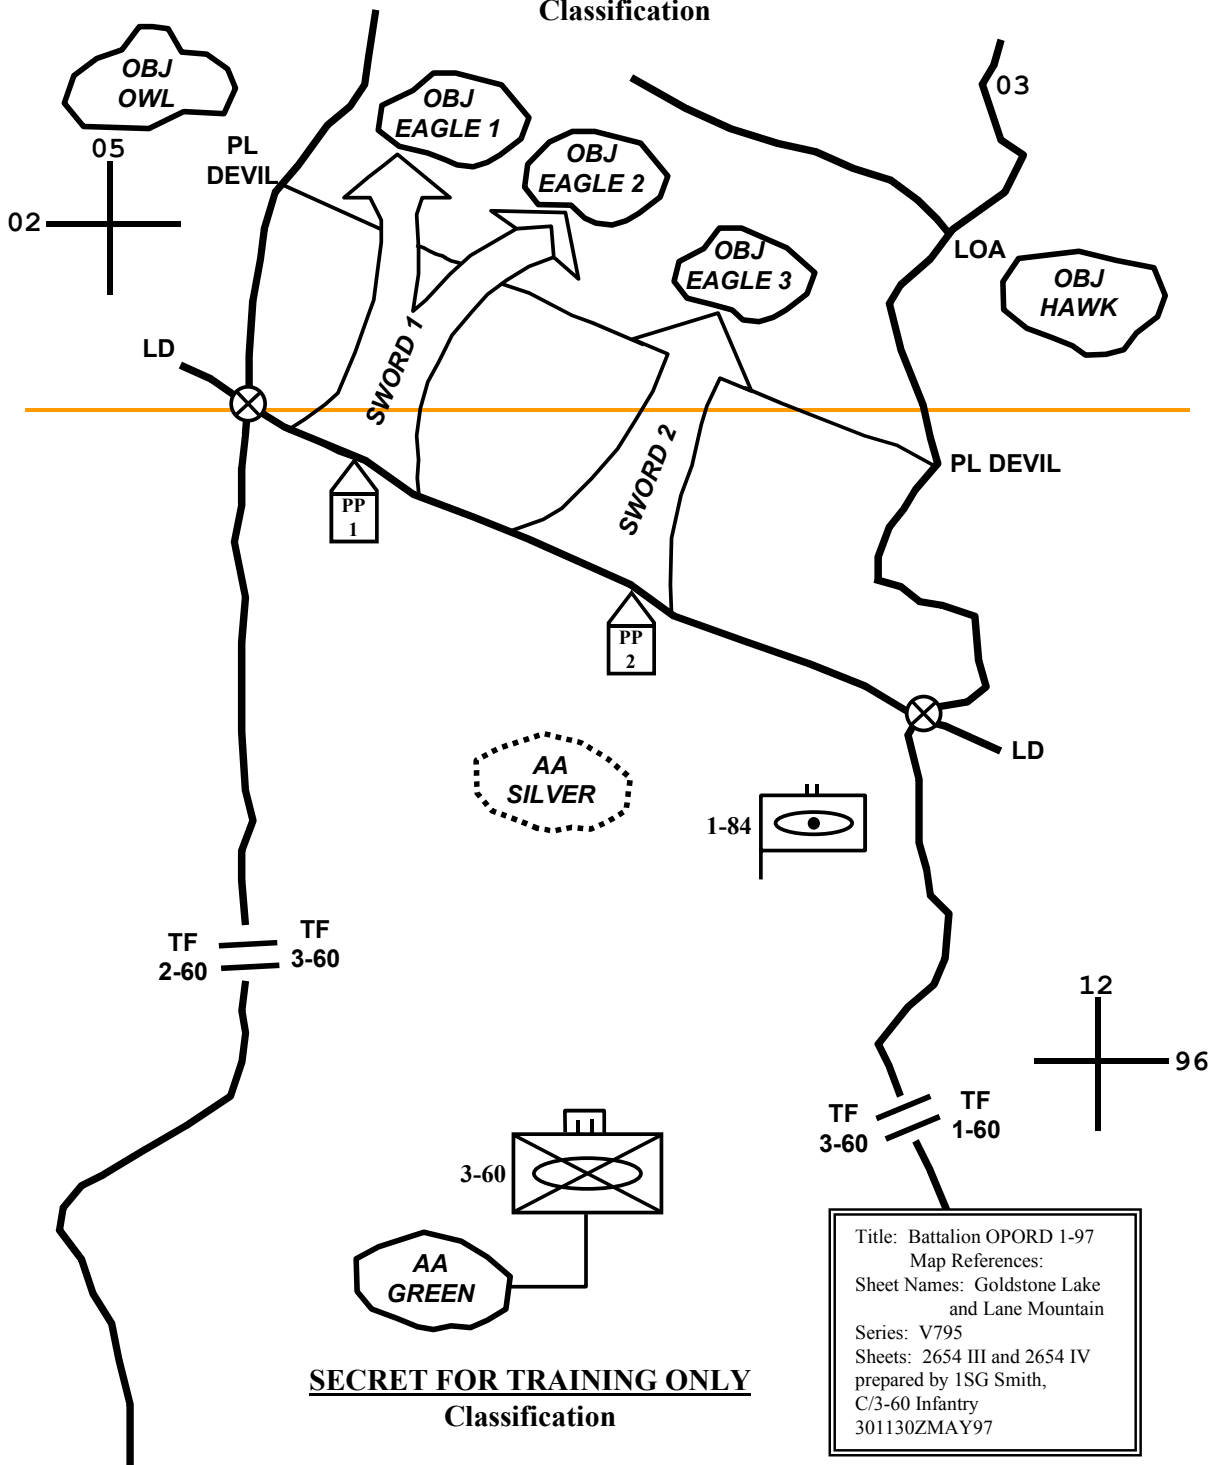 Classification
OBJ
OWL
OBJ
EAGLE 1
03
05
PL
DEVIL
OBJ
EAGLE 2
02
LOA
OBJ
EAGLE 3
OBJ
HAWK
LD
SWORD 1
SWORD 2
PL DEVIL
PP
1
PP
2
LD
AA
SILVER
1-84
TF
2-60
TF
3-60
12
96
TF
3-60
TF
1-60
3-60
AA
GREEN
Title: Battalion OPORD 1-97
Map References:
Sheet Names: Goldstone Lake
and Lane Mountain
Series: V795
Sheets: 2654 III and 2654 IV
prepared by 1SG Smith,
C/3-60 Infantry
301130ZMAY97
SECRET FOR TRAINING ONLY
Classification